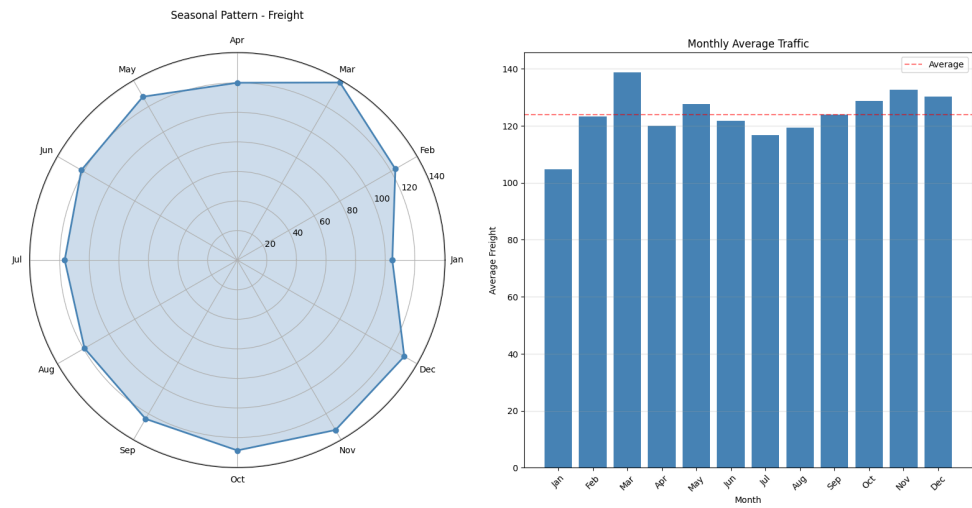 Seasonal Pattern - Freight
Apr
May
Mar
Jun
Feb
140
120
100
80
60
40
20
Jul
Jan
Aug
Dec
Sep
Nov
Oct
Monthly Average Traffic
Average
140
120
100
80
60
40
20
0
Average Freight
Jan
Feb
Mar
Apr
May
Jun
Jul
Aug
Sep
Oct
Nov
Dec
Month